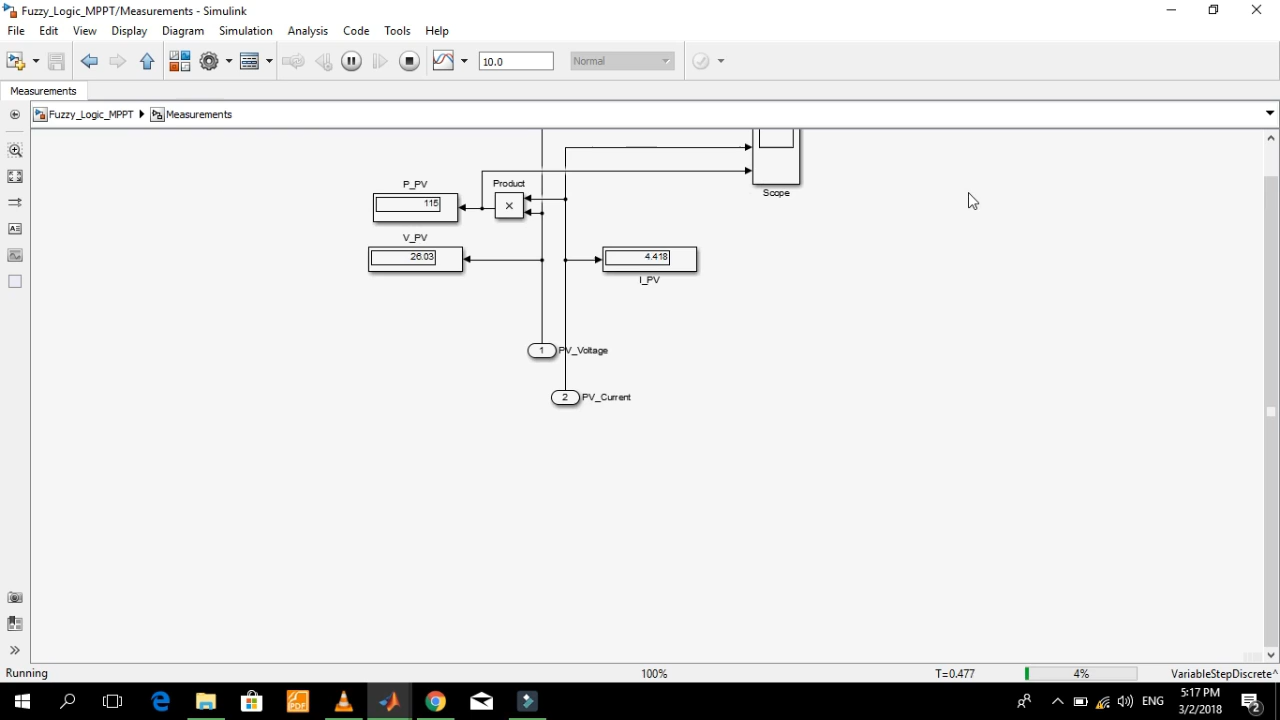 Fuzzy_Logic_MPPT/Measurements - Simulink
File Edit View Display Diagram Simulation Analysis Code Tools Help
10.0 Normal
Measurements
Fuzzy_Logic_MPPT Measurements
P_PV
115
Product
×
Scope
V_PV
26.03
4.418
I_PV
1 PV_Voltage
2 PV_Current
Running 100% T=0.477 4% VariableStepDiscrete^
PDF
ENG
5:17 PM
3/2/2018
2